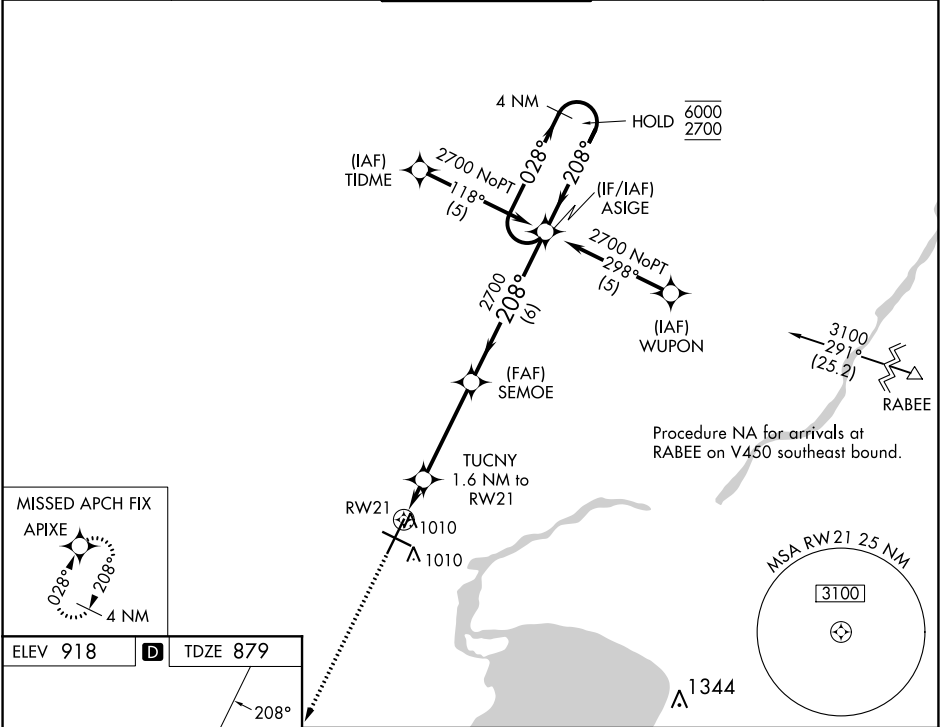 4 NM
HOLD
6000
2700
028°
208°
(IAF)
TIDME
2700 NoPT
118°
(5)
(IF/IAF)
ASIGE
2700 NoPT
298°
(5)
(IAF)
WUPON
2700
208°
(6)
3100
291°
(25.2)
RABEE
(FAF)
SEMOE
Procedure NA for arrivals at
RABEE on V450 southeast bound.
TUCNY
1.6 NM to
RW21
RW21
1010
1010
MISSED APCH FIX
APIXE
028°
208°
4 NM
MSA RW 21 25 NM
3100
ELEV 918
D
TDZE 879
208°
1344